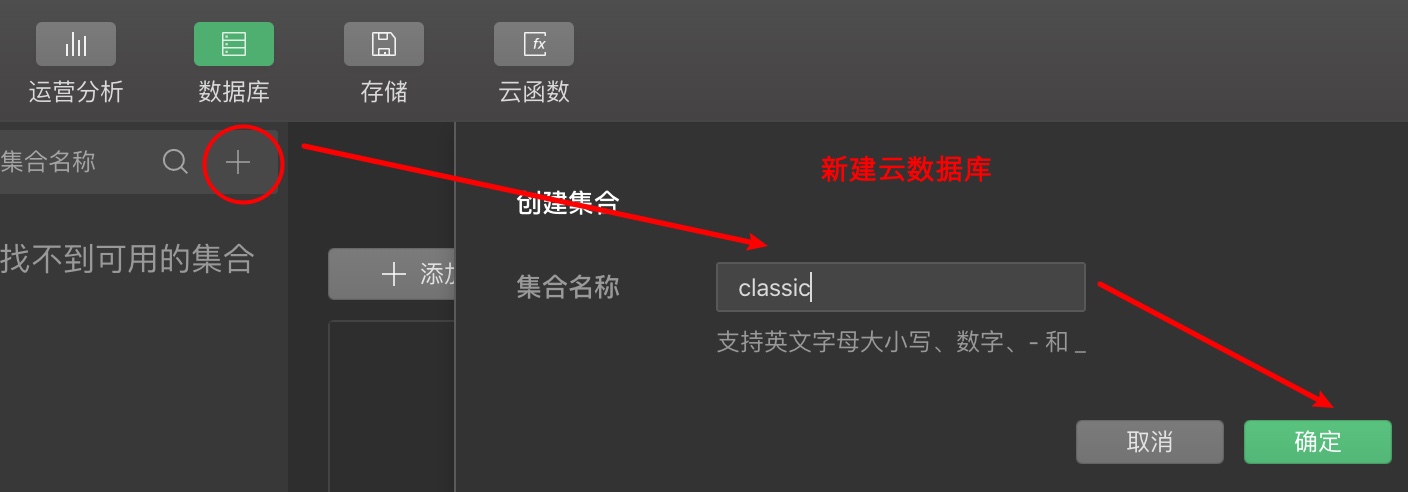 运营分析
数据库
存储
云函数
集合名称
找不到可用的集合
添加
新建云数据库
创建集合
集合名称
classic
支持英文字母大小写、数字、- 和 _
取消
确定